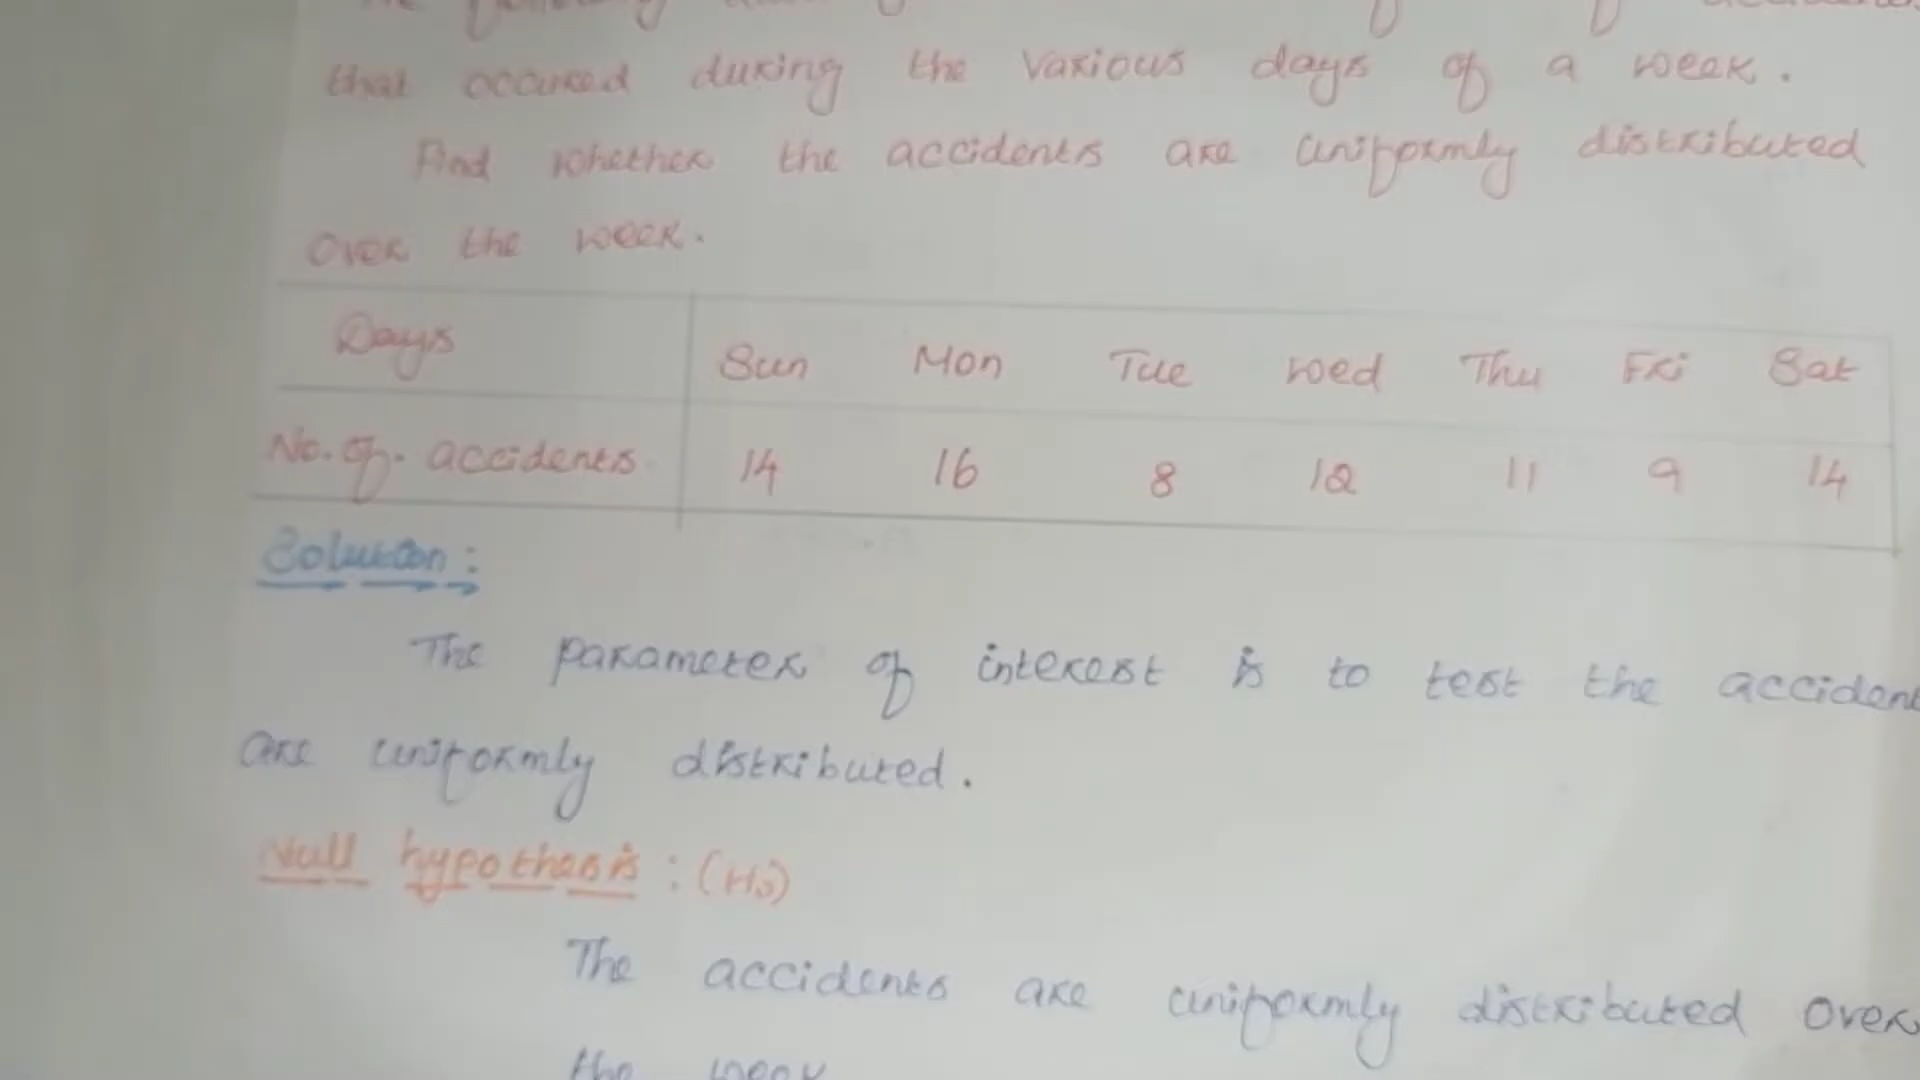 that occured during the various days of a week.
Find whether the accidents are uniformly distributed
over the week.
Days Sun Mon Tue Wed Thu Fri Sat
No. of. accidents 14 16 8 12 11 9 14
Solution:
The parameter of interest is to test the acciden
are uniformly distributed.
Null hypothesis: (H0)
The accidents are uniformly distributed over
the week